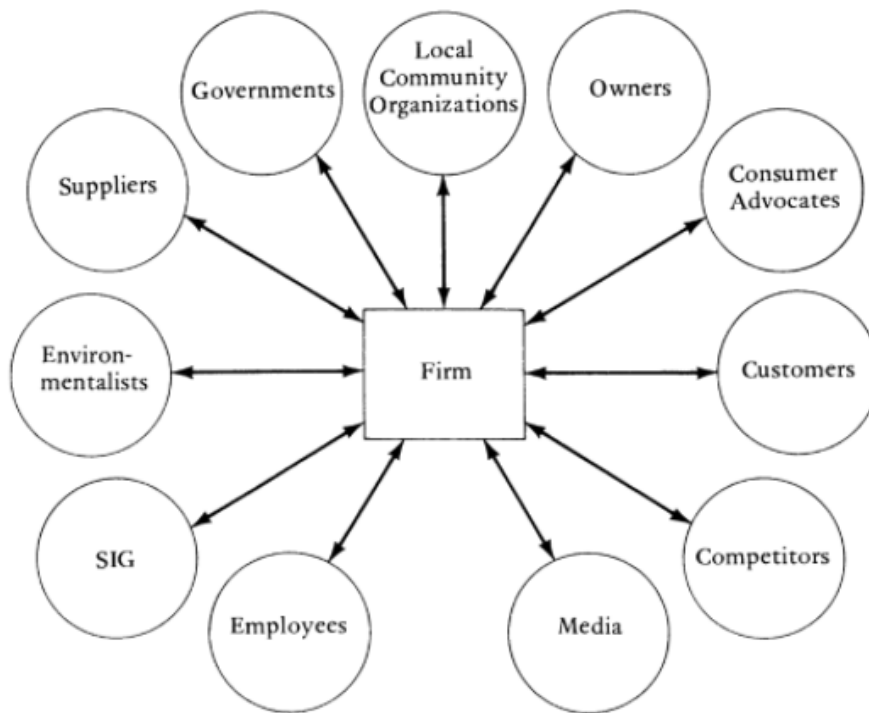 Governments
Local
Community
Organizations
Owners
Suppliers
Consumer
Advocates
Environ-
mentalists
Firm
Customers
SIG
Competitors
Employees
Media